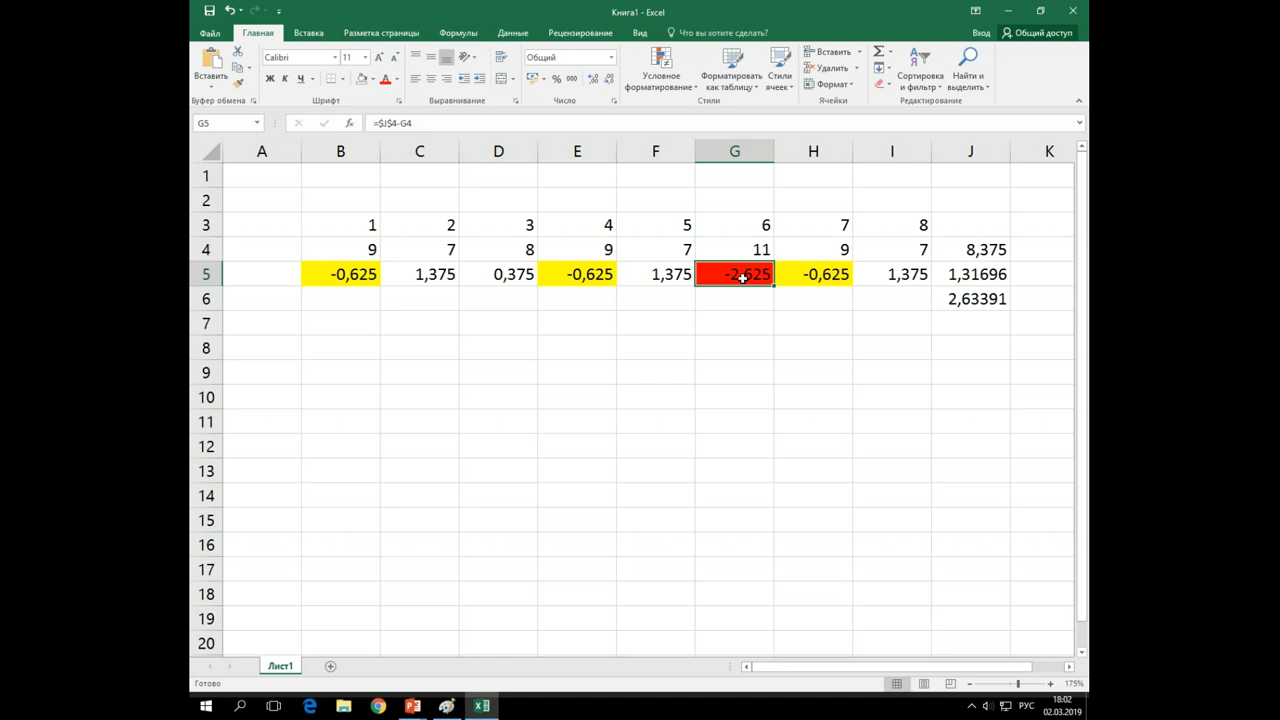 Книга1 - Excel
Файл Главная Вставка Разметка страницы Формулы Данные Рецензирование Вид Что вы хотите сделать? Вход Общий доступ
Вставить
Calibri 11
Ж К Ч
Общий
% 000
Условное форматирование
Форматировать как таблицу
Стили ячеек
Вставить
Удалить
Формат
Сортировка и фильтр
Найти и выделить
Буфер обмена Шрифт Выравнивание Число Стили Ячейки Редактирование
G5 fx =$J$4-G4
A B C D E F G H I J K
1
2
3 1 2 3 4 5 6 7 8
4 9 7 8 9 7 11 9 7 8,375
5 -0,625 1,375 0,375 -0,625 1,375 -2,625 -0,625 1,375 1,31696
6 2,63391
7
8
9
10
11
12
13
14
15
16
17
18
19
20
Лист1
Готово 175%
РУС 18:02
02.03.2019